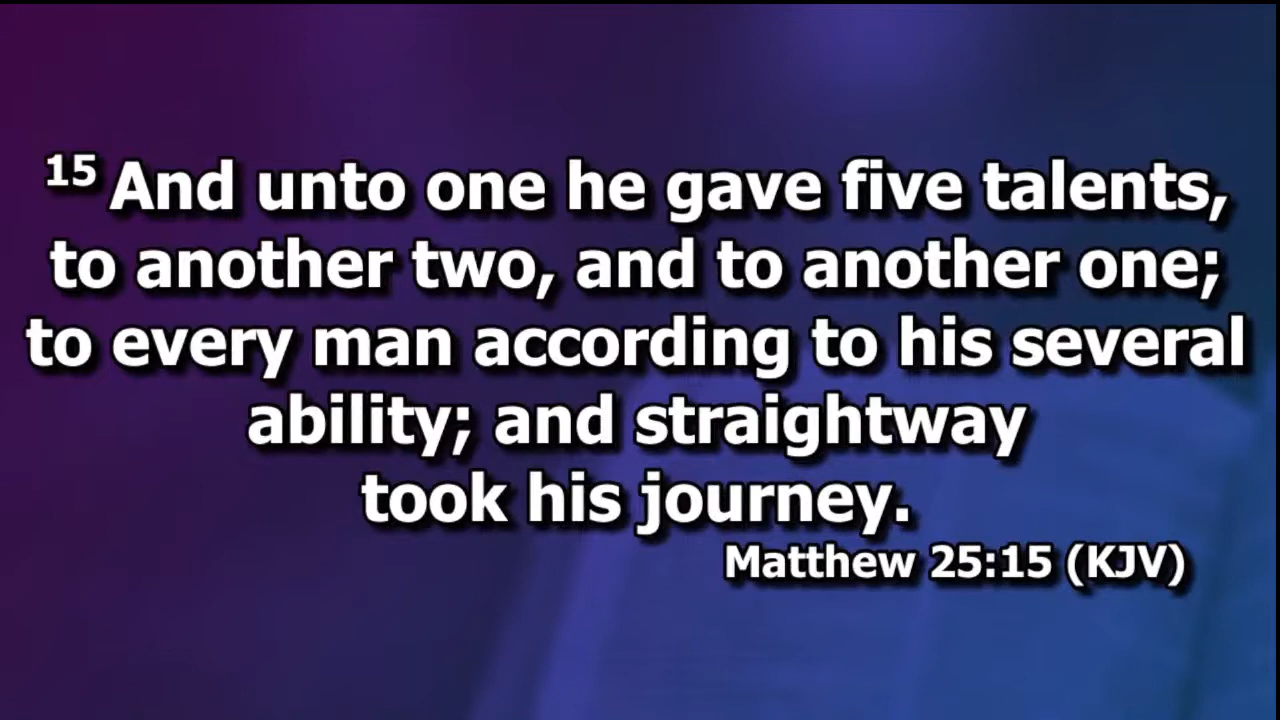 15 And unto one he gave five talents,
to another two, and to another one;
to every man according to his several
ability; and straightway
took his journey.
Matthew 25:15 (KJV)